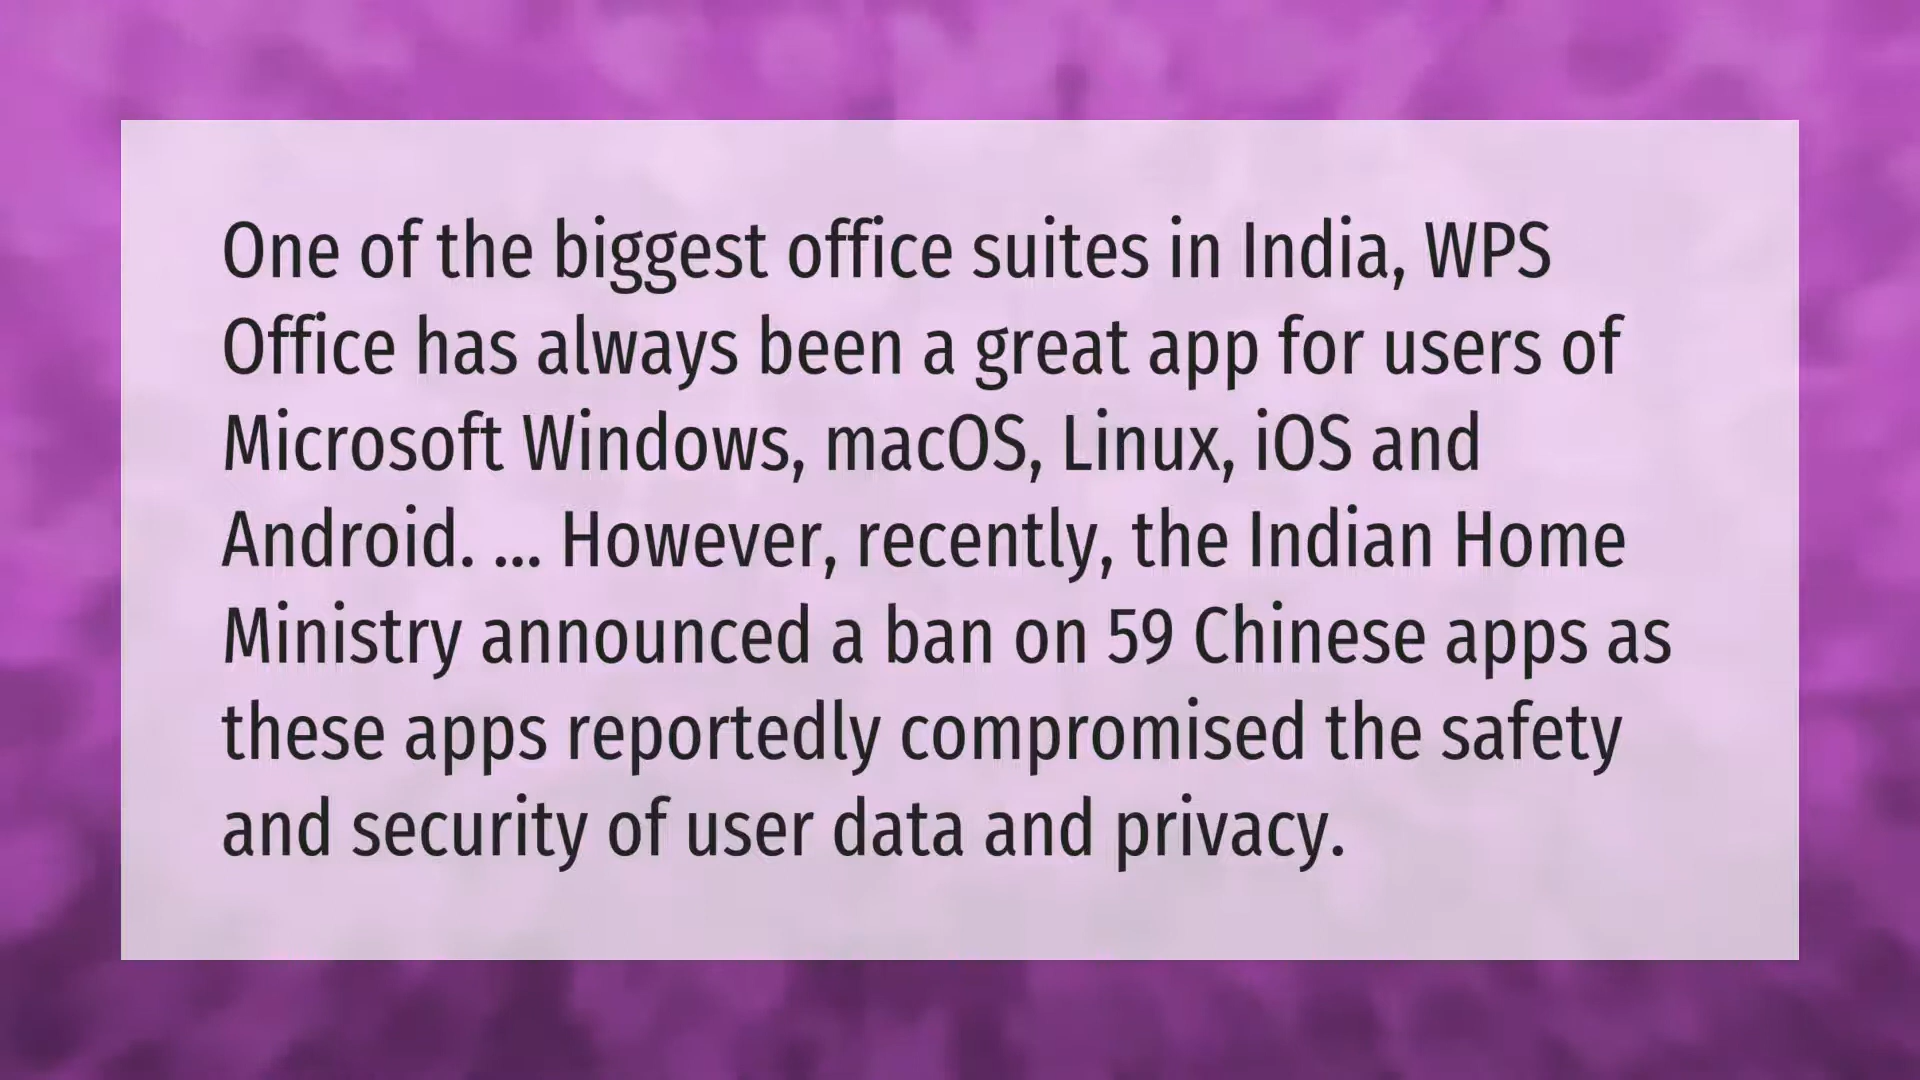 One of the biggest office suites in India, WPS
Office has always been a great app for users of
Microsoft Windows, macOS, Linux, iOS and
Android. ... However, recently, the Indian Home
Ministry announced a ban on 59 Chinese apps as
these apps reportedly compromised the safety
and security of user data and privacy.